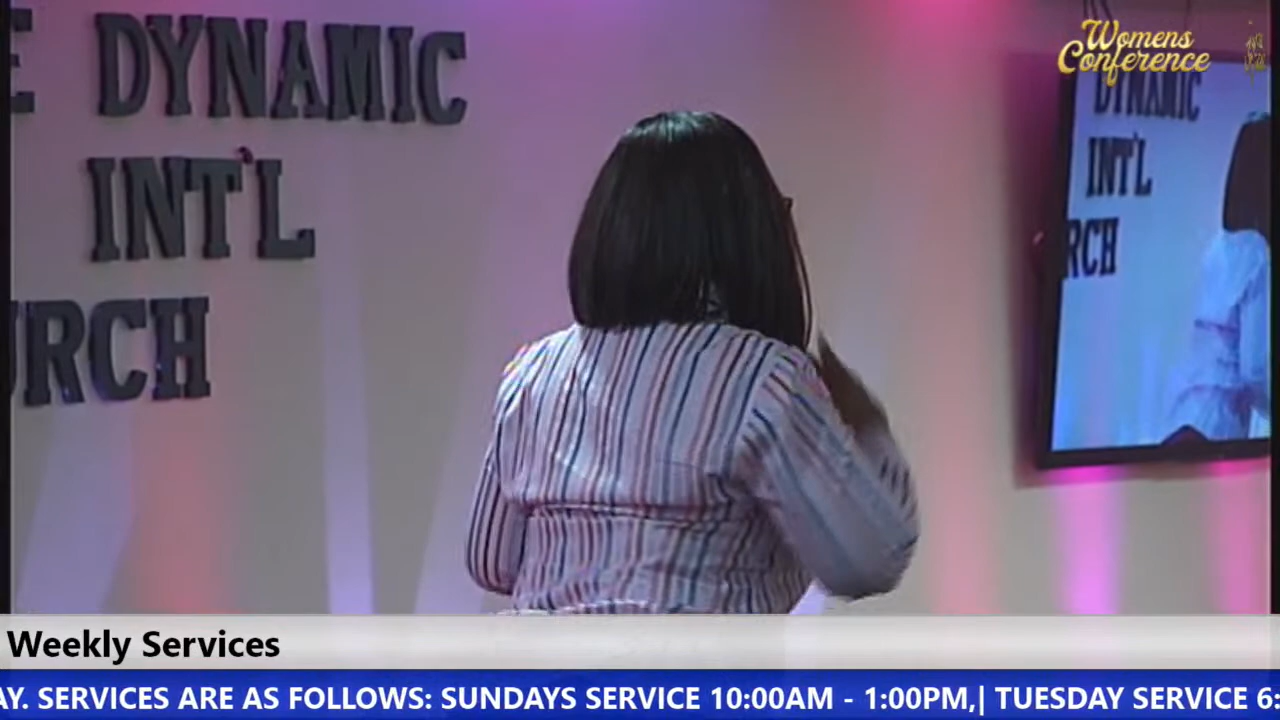 E DYNAMIC
INT'L
URCH
Womens
Conference
DYNAMIC
INT'L
RCH
Weekly Services
AY. SERVICES ARE AS FOLLOWS: SUNDAYS SERVICE 10:00AM - 1:00PM,| TUESDAY SERVICE 6: